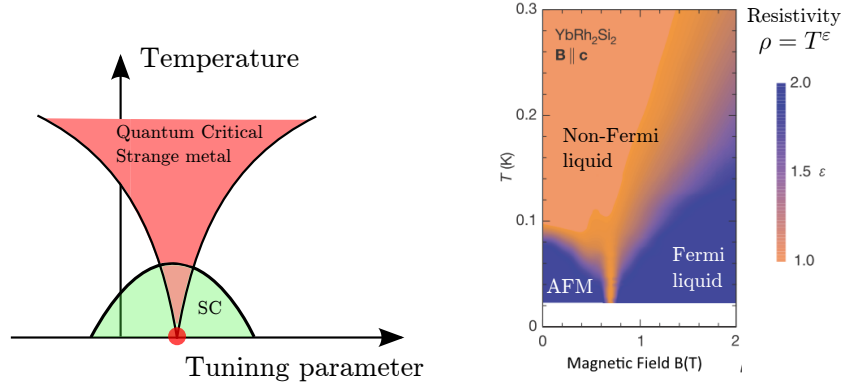 Temperature
Quantum Critical
Strange metal
SC
Tuninng parameter
0.3
0.2
0.1
0
T (K)
YbRh₂Si₂
B ∥ c
Non-Fermi
liquid
Fermi
liquid
AFM
0
1
2
Magnetic Field B(T)
Resistivity
ρ = T^ε
2.0
1.5 ε
1.0